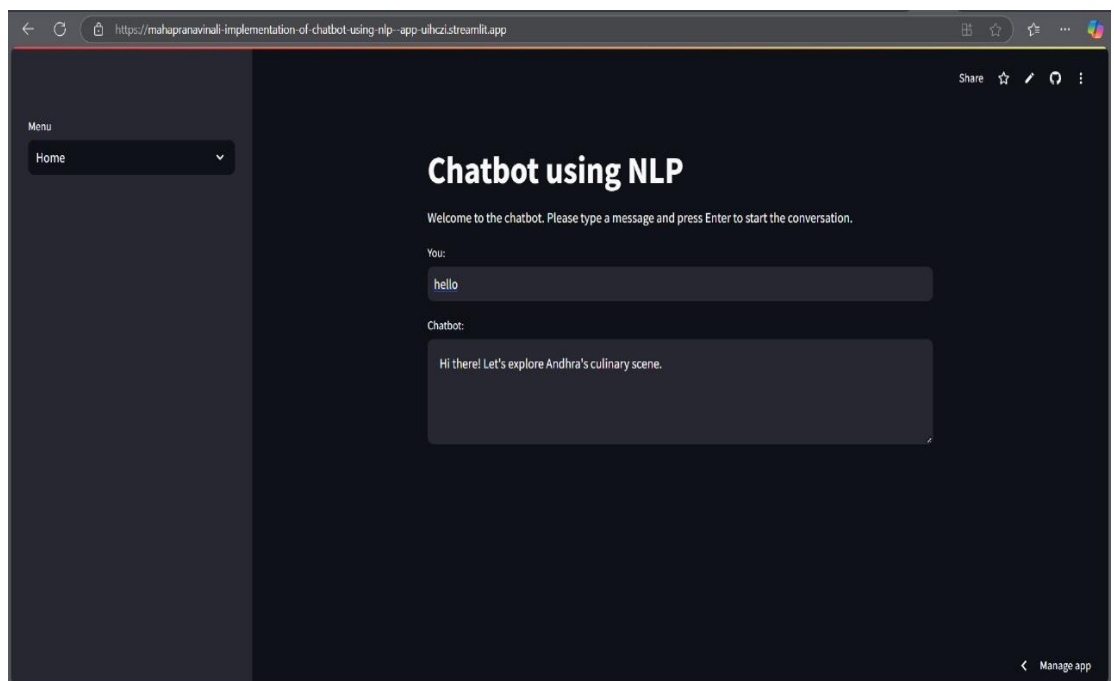 https://mahapranavinali-implementation-of-chatbot-using-nlp--app-uihczi.streamlit.app
Share
Menu
Home
Chatbot using NLP
Welcome to the chatbot. Please type a message and press Enter to start the conversation.
You:
hello
Chatbot:
Hi there! Let's explore Andhra's culinary scene.
Manage app